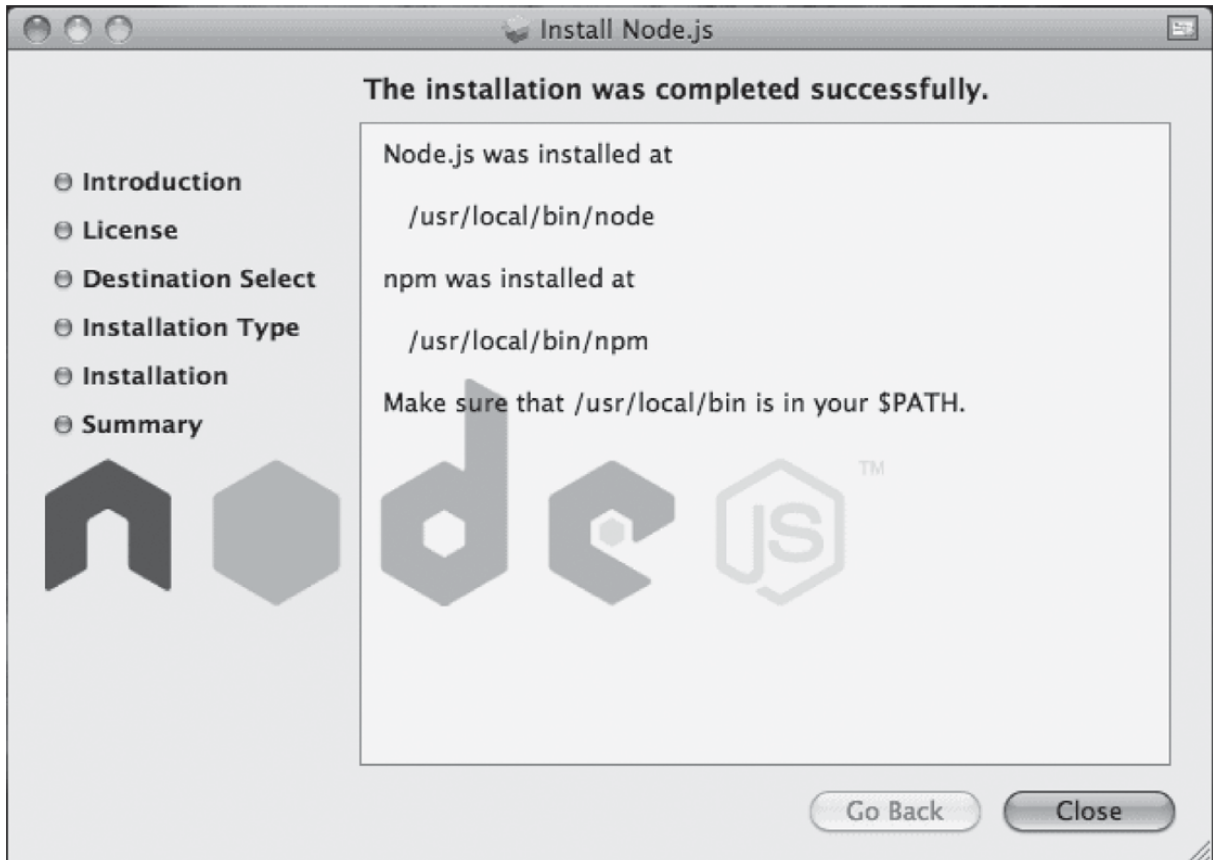 Install Node.js
The installation was completed successfully.
Introduction
License
Destination Select
Installation Type
Installation
Summary
Node.js was installed at
/usr/local/bin/node
npm was installed at
/usr/local/bin/npm
Make sure that /usr/local/bin is in your $PATH.
node JS TM
Go Back
Close